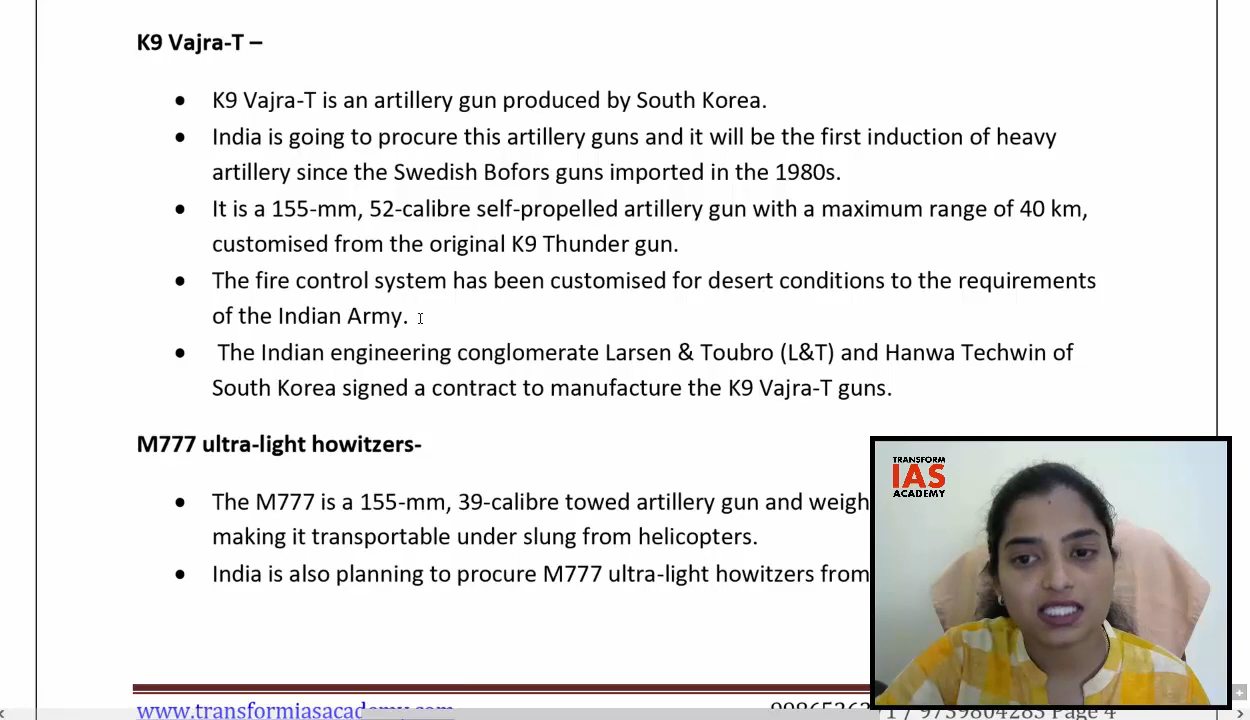 K9 Vajra-T –
• K9 Vajra-T is an artillery gun produced by South Korea.
• India is going to procure this artillery guns and it will be the first induction of heavy
artillery since the Swedish Bofors guns imported in the 1980s.
• It is a 155-mm, 52-calibre self-propelled artillery gun with a maximum range of 40 km,
customised from the original K9 Thunder gun.
• The fire control system has been customised for desert conditions to the requirements
of the Indian Army.
• The Indian engineering conglomerate Larsen & Toubro (L&T) and Hanwa Techwin of
South Korea signed a contract to manufacture the K9 Vajra-T guns.
M777 ultra-light howitzers-
• The M777 is a 155-mm, 39-calibre towed artillery gun and weigh
making it transportable under slung from helicopters.
• India is also planning to procure M777 ultra-light howitzers from
TRANSFORM
IAS
ACADEMY
www.transformiasacademy.com
/ 9739804283 Page 4